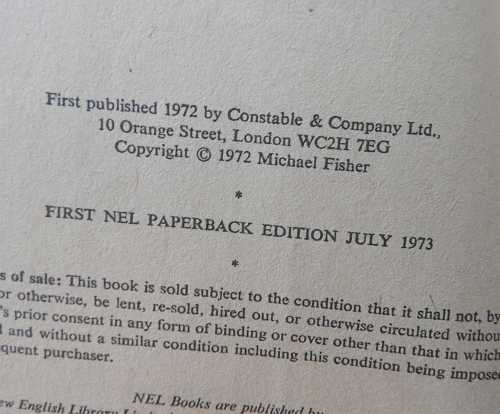 First published 1972 by Constable & Company Ltd.,
10 Orange Street, London WC2H 7EG
Copyright © 1972 Michael Fisher
*
FIRST NEL PAPERBACK EDITION JULY 1973
*
s of sale: This book is sold subject to the condition that it shall not, by
or otherwise, be lent, re-sold, hired out, or otherwise circulated withou
's prior consent in any form of binding or cover other than that in which
and without a similar condition including this condition being impose
quent purchaser.
NEL Books are published by
ew English Library